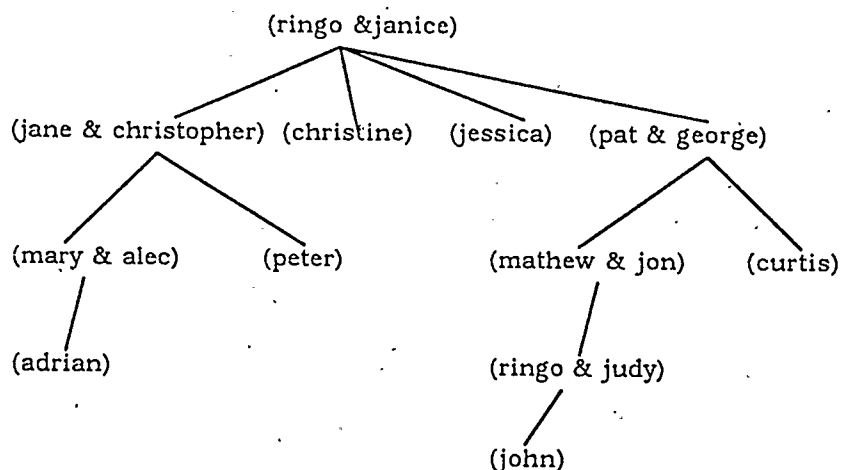 (ringo &janice)
(jane & christopher) (christine) (jessica) (pat & george)
(mary & alec) (peter) (mathew & jon) (curtis)
(adrian) (ringo & judy)
(john)